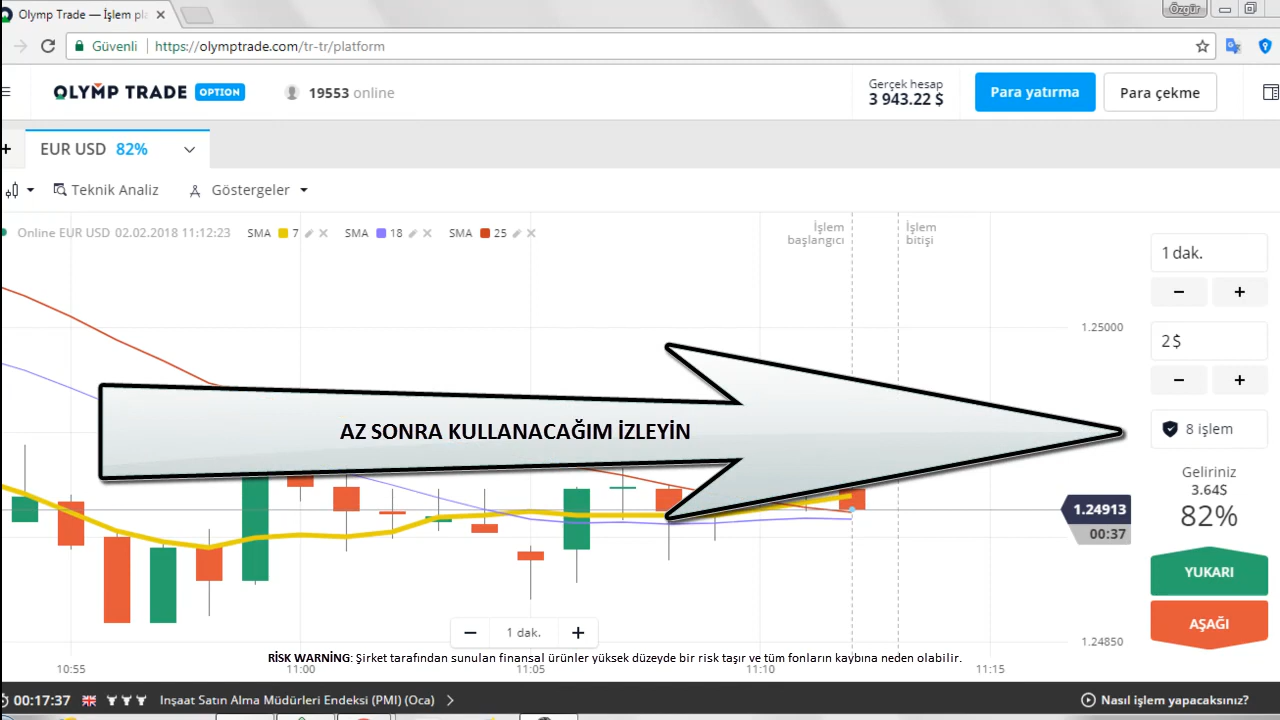 Olymp Trade — İşlem pl
Özgür
Güvenli
https://olymptrade.com/tr-tr/platform
OLYMP TRADE OPTION
19553 online
Gerçek hesap
3 943.22 $
Para yatırma
Para çekme
+
EUR USD 82%
Teknik Analiz
Göstergeler
Online EUR USD 02.02.2018 11:12:23
SMA 7
SMA 18
SMA 25
İşlem
başlangıcı
İşlem
bitişi
1 dak.
− +
1.25000
2 $
− +
AZ SONRA KULLANACAĞIM İZLEYİN
8 işlem
Geliriniz
3.64$
82%
1.24913
00:37
YUKARI
AŞAĞI
− 1 dak. +
1.24850
RİSK WARNİNG: Şirket tarafından sunulan finansal ürünler yüksek düzeyde bir risk taşır ve tüm fonların kaybına neden olabilir.
10:55 11:00 11:05 11:10 11:15
00:17:37
Inşaat Satın Alma Müdürleri Endeksi (PMI) (Oca)
Nasıl işlem yapacaksınız?